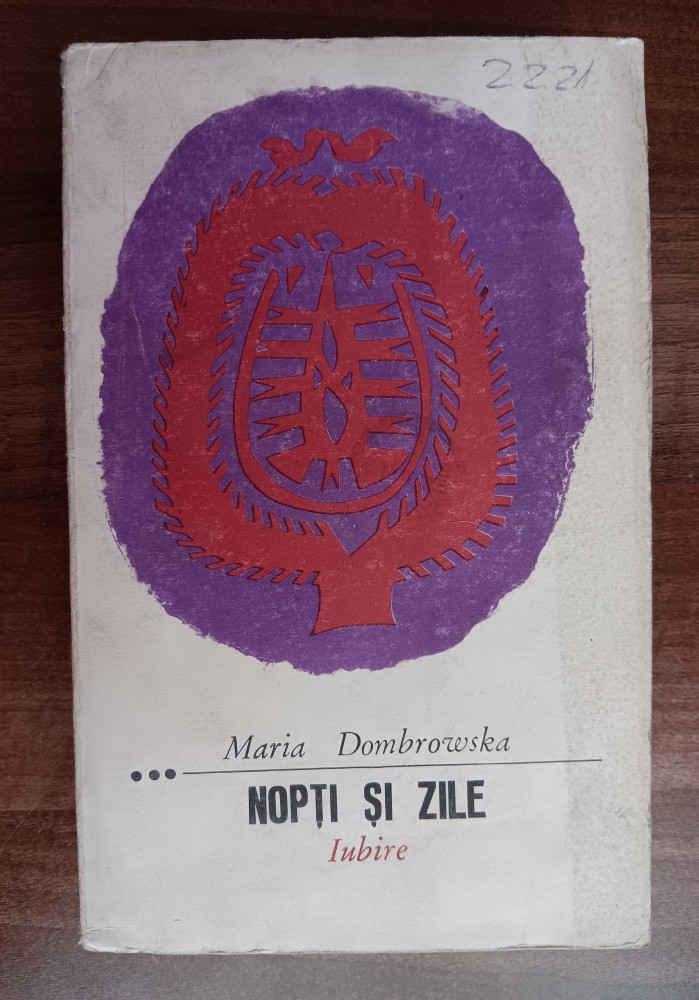 2221
Maria Dombrowska
NOPȚI ȘI ZILE
Iubire